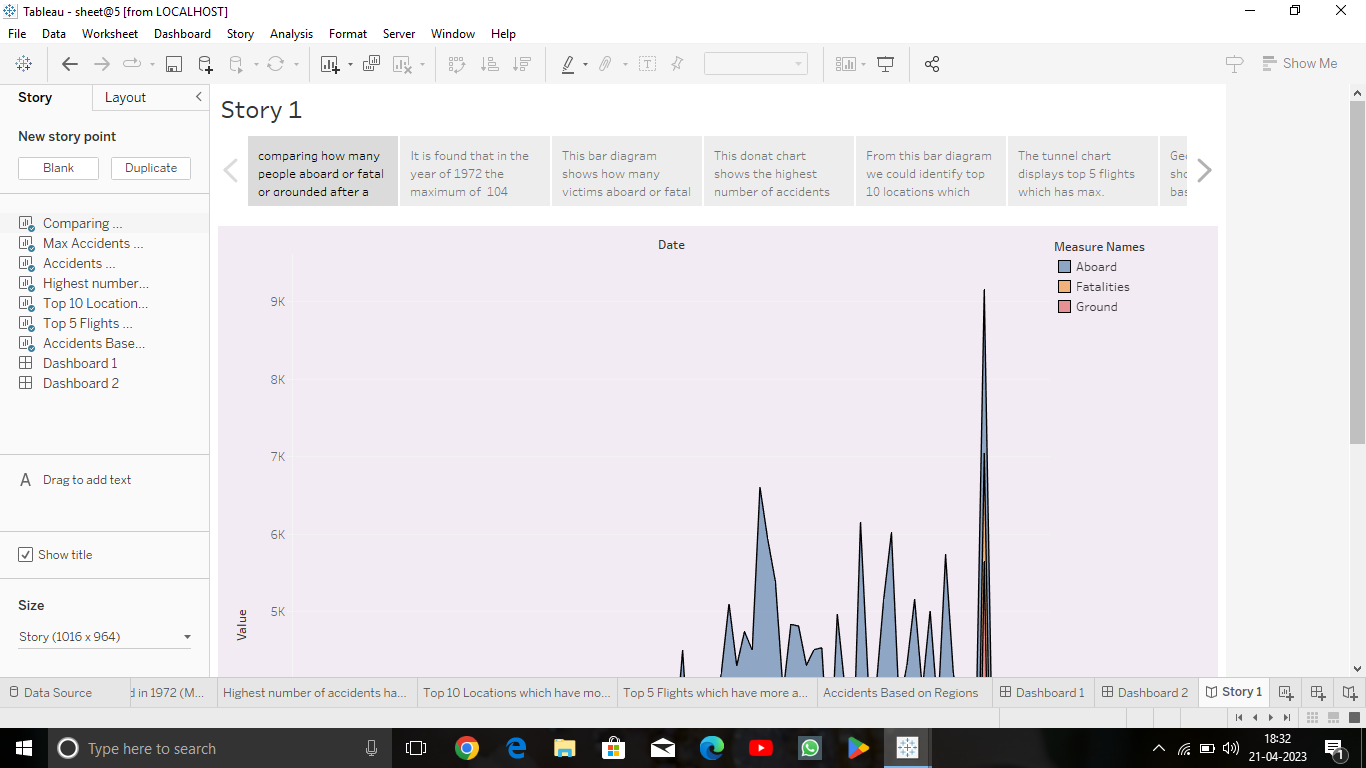 Tableau - sheet@5 [from LOCALHOST]
File Data Worksheet Dashboard Story Analysis Format Server Window Help
Show Me
Story Layout
New story point
Blank Duplicate
Comparing ...
Max Accidents ...
Accidents ...
Highest number...
Top 10 Location...
Top 5 Flights ...
Accidents Base...
Dashboard 1
Dashboard 2
A Drag to add text
Show title
Size
Story (1016 x 964)
Story 1
comparing how many
people aboard or fatal
or grounded after a
It is found that in the
year of 1972 the
maximum of 104
This bar diagram
shows how many
victims aboard or fatal
This donat chart
shows the highest
number of accidents
From this bar diagram
we could identify top
10 locations which
The tunnel chart
displays top 5 flights
which has max.
sho
bas
Date
Measure Names
Aboard
Fatalities
Ground
9K
8K
7K
6K
5K
Value
Data Source d in 1972 (M... Highest number of accidents ha... Top 10 Locations which have mo... Top 5 Flights which have more a... Accidents Based on Regions Dashboard 1 Dashboard 2 Story 1
Type here to search
18:32
21-04-2023
1